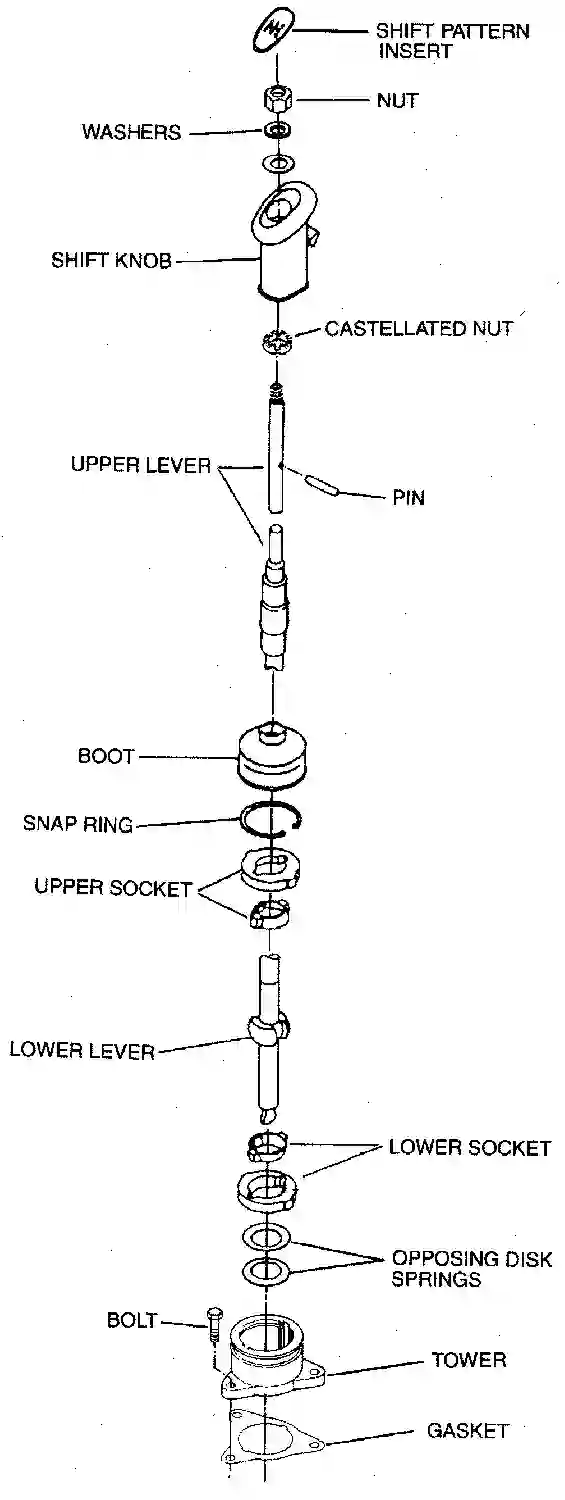 SHIFT PATTERN
INSERT
NUT
WASHERS
SHIFT KNOB
CASTELLATED NUT
UPPER LEVER
PIN
BOOT
SNAP RING
UPPER SOCKET
LOWER LEVER
LOWER SOCKET
OPPOSING DISK
SPRINGS
BOLT
TOWER
GASKET